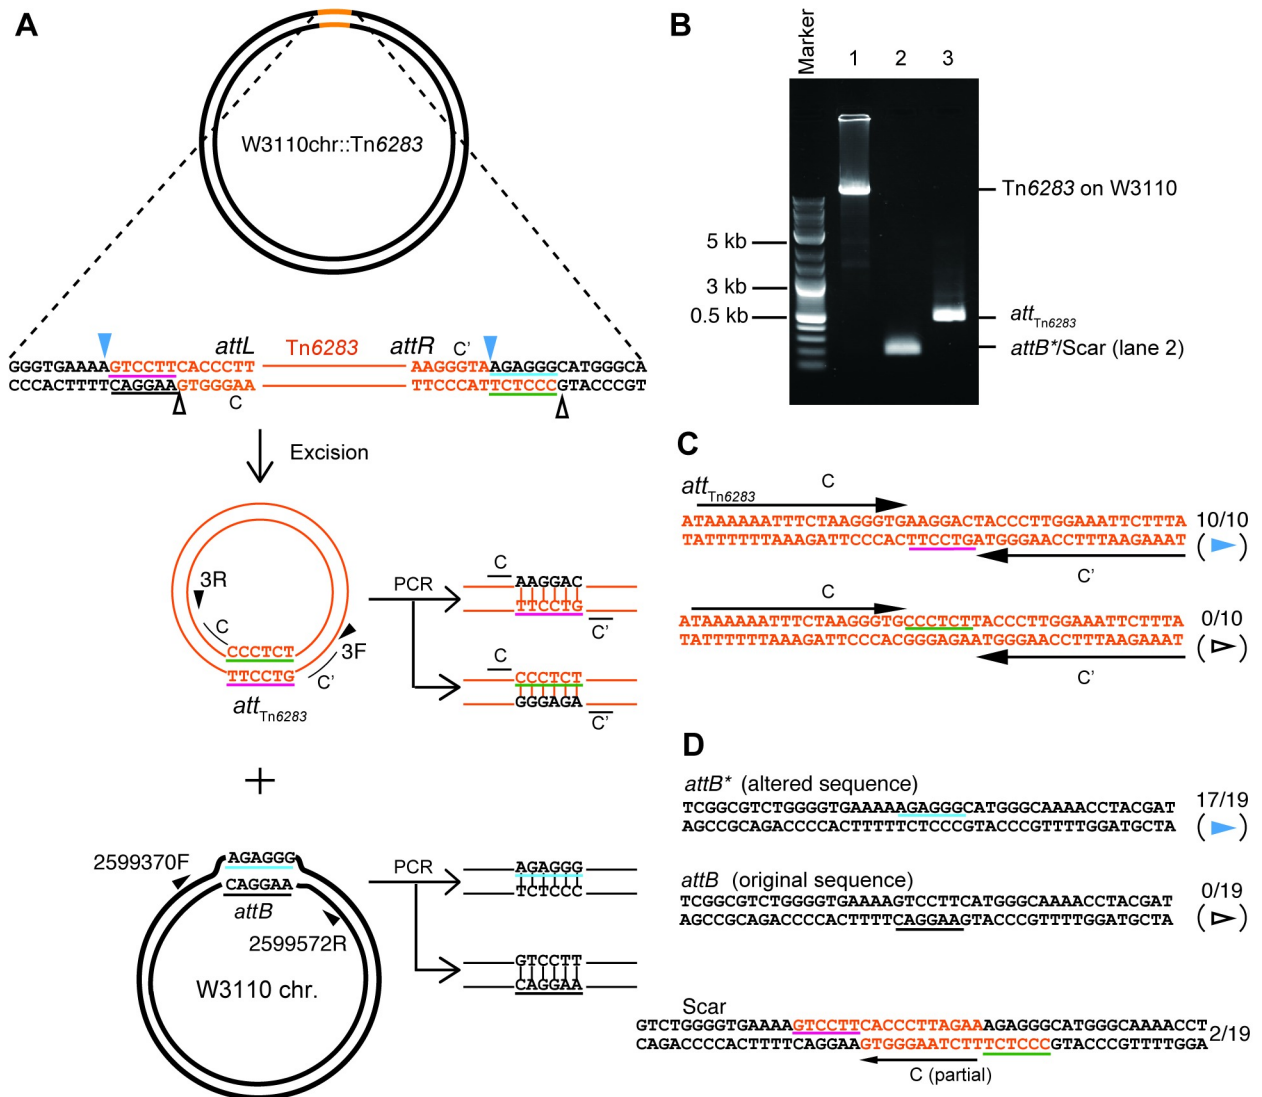 A
W3110chr::Tn6283
attL Tn6283 attR C'
GGGTGAAAAGTCCTTCACCCTT AAGGGTAAGAGGGCATGGGCA
CCCACTTTTCAGGAAGTGGGAA TTCCCATTCTCCCGTACCCGT
C
Excision
3R
C
CCCTCT
TTCCTG
3F
C'
attTn6283
PCR
C
AAGGAC
TTCCTG
C'
C
CCCTCT
GGGAGA
C'
+
2599370F
AGAGGG
CAGGAA
attB
2599572R
W3110 chr.
PCR
AGAGGG
TCTCCC
GTCCTT
CAGGAA
B
Marker 1 2 3
Tn6283 on W3110
5 kb
3 kb
0.5 kb
attTn6283
attB*/Scar (lane 2)
C
attTn6283 C
ATAAAAAATTTCTAAGGGTGAAGGACTACCCTTGGAAATTCTTTA
TATTTTTTAAAGATTCCCACTTCCTGATGGGAACCTTTAAGAAAT
C'
10/10
( )
C
ATAAAAAATTTCTAAGGGTGCCCTCTTACCCTTGGAAATTCTTTA
TATTTTTTAAAGATTCCCACGGGAGAATGGGAACCTTTAAGAAAT
C'
0/10
( )
D
attB* (altered sequence)
TCGGCGTCTGGGGTGAAAAAGAGGGCATGGGCAAAACCTACGAT
AGCCGCAGACCCCACTTTTTCTCCCGTACCCGTTTTGGATGCTA
17/19
( )
attB (original sequence)
TCGGCGTCTGGGGTGAAAAGTCCTTCATGGGCAAAACCTACGAT
AGCCGCAGACCCCACTTTTCAGGAAGTACCCGTTTTGGATGCTA
0/19
( )
Scar
GTCTGGGGTGAAAAGTCCTTCACCCTTAGAAAGAGGGCATGGGCAAAACCT
CAGACCCCACTTTTCAGGAAGTGGGAATCTTTCTCCCGTACCCGTTTTGGA
2/19
C (partial)